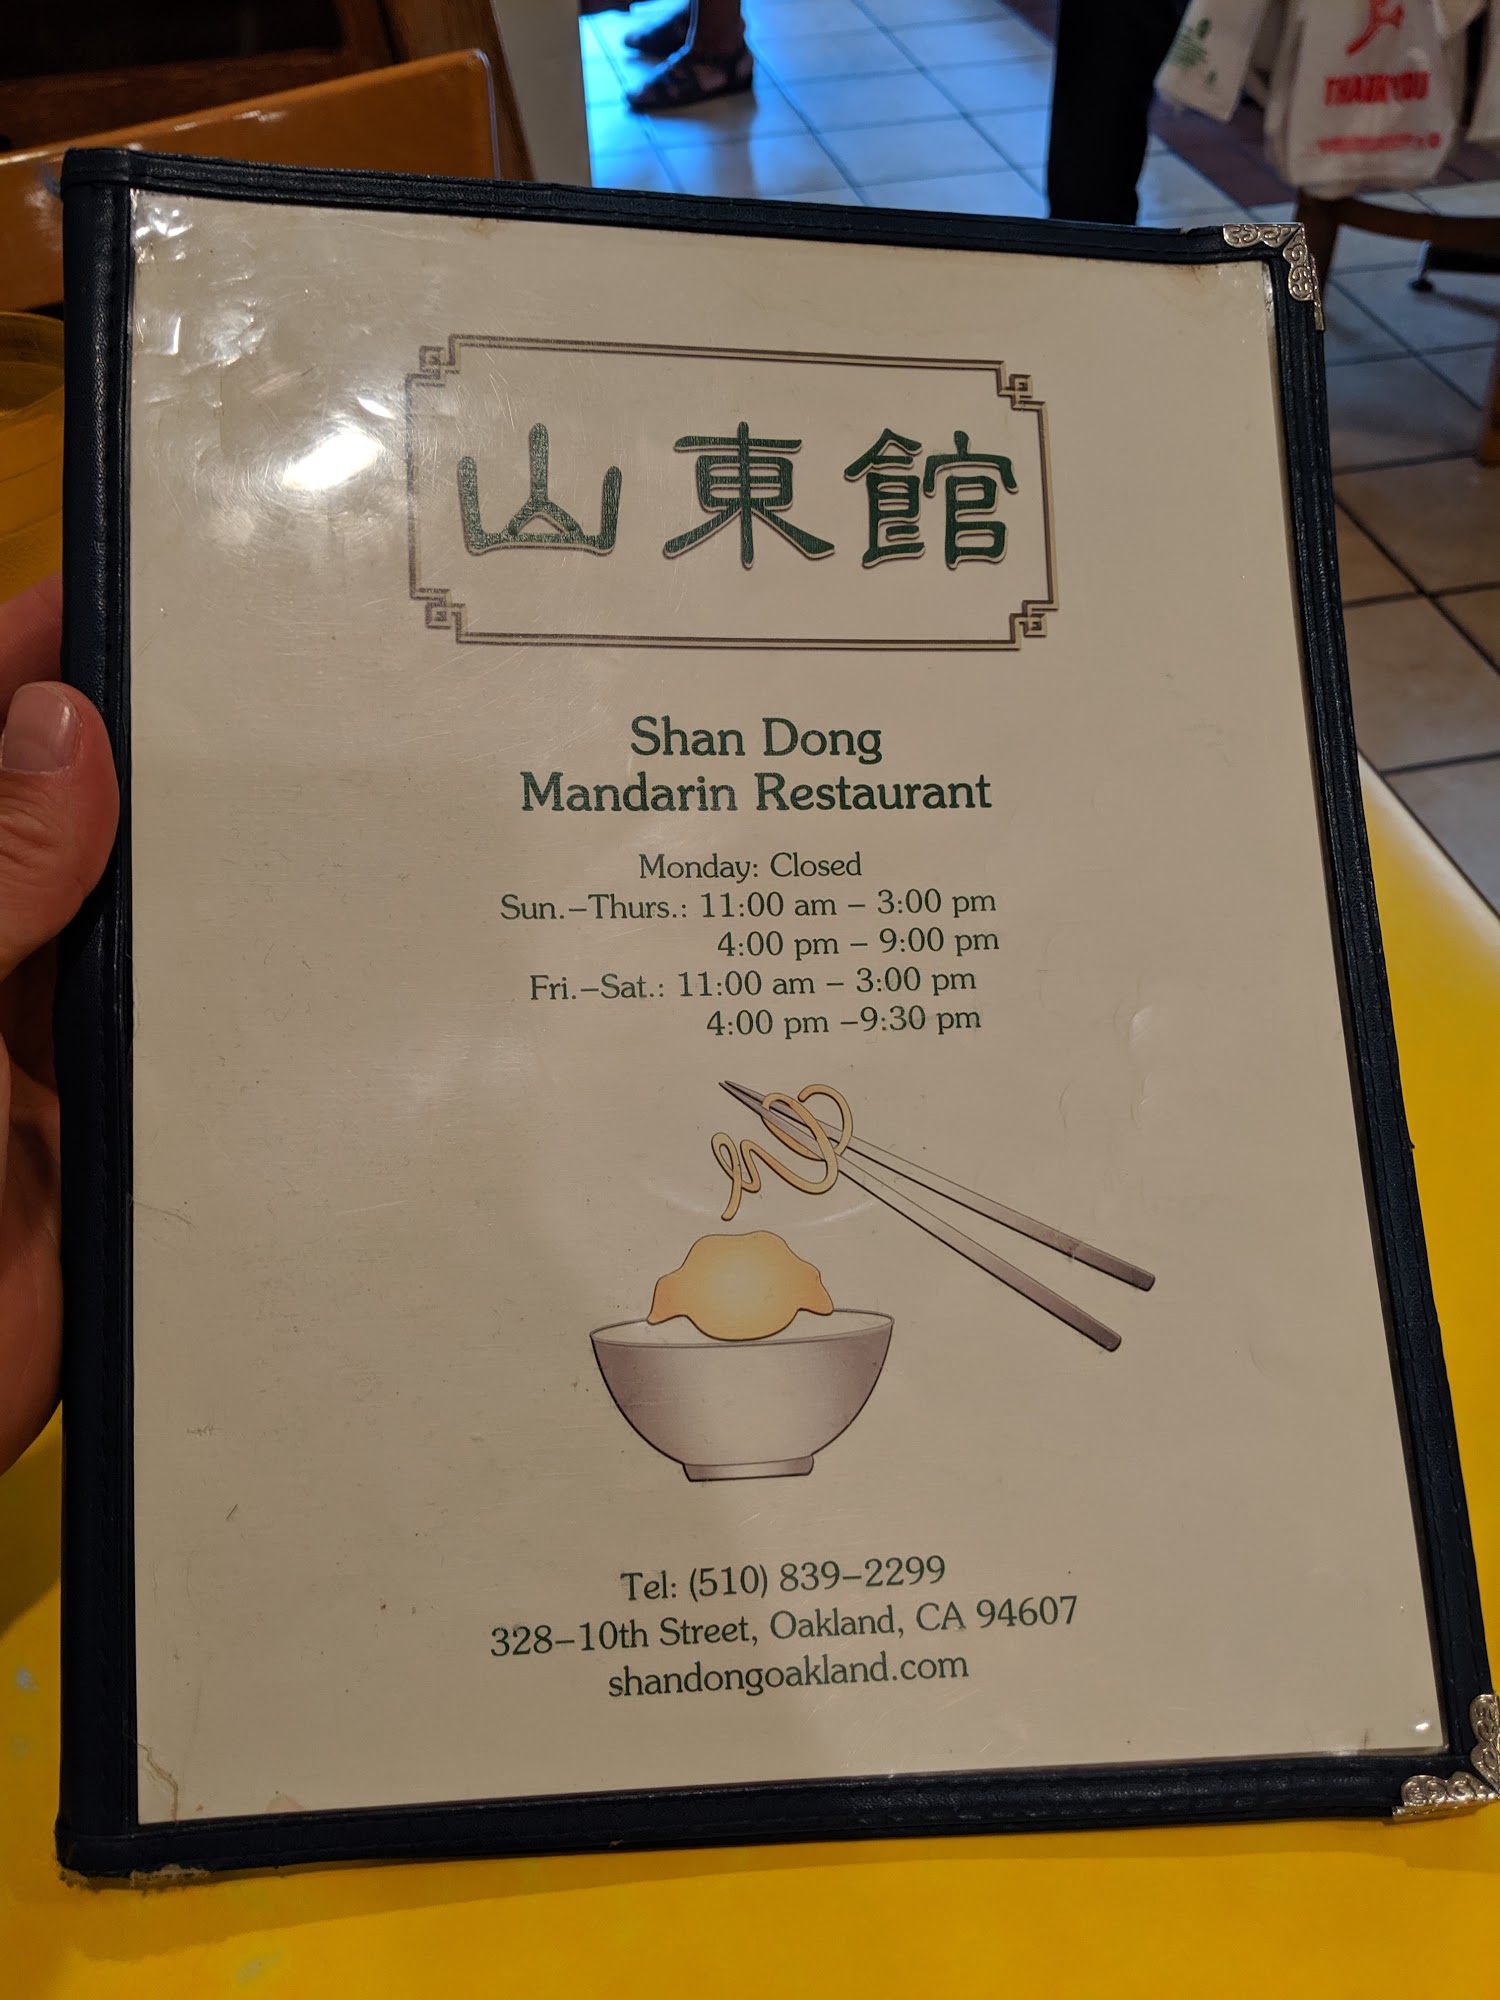 THANK YOU
山東館
Shan Dong
Mandarin Restaurant
Monday: Closed
Sun.–Thurs.: 11:00 am – 3:00 pm
4:00 pm – 9:00 pm
Fri.–Sat.: 11:00 am – 3:00 pm
4:00 pm –9:30 pm
Tel: (510) 839–2299
328–10th Street, Oakland, CA 94607
shandongoakland.com